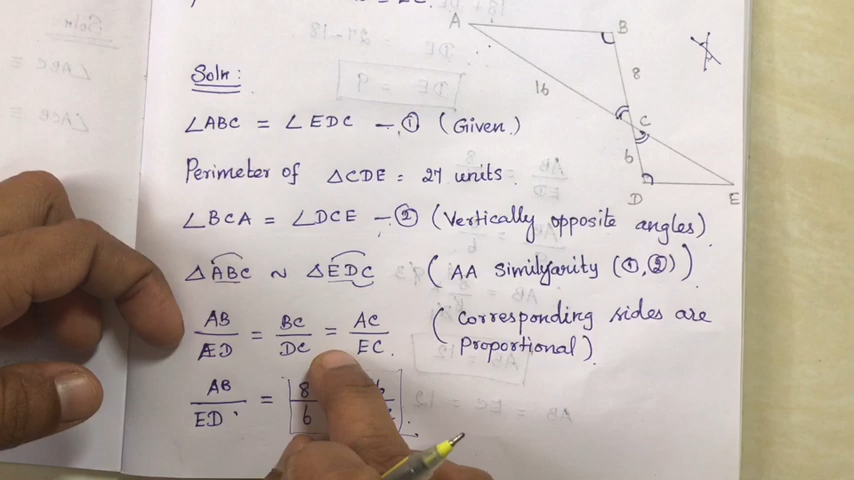 A
B
8
16
C
6
D
E
Soln:
∠ABC = ∠EDC —① (Given)
Perimeter of △CDE = 27 units.
∠BCA = ∠DCE —② (Vertically opposite angles)
△ABC ~ △EDC (AA Similyarity (①,②))
AB/ED = BC/DC = AC/EC. (Corresponding sides are
Proportional).
AB/ED = 8/6